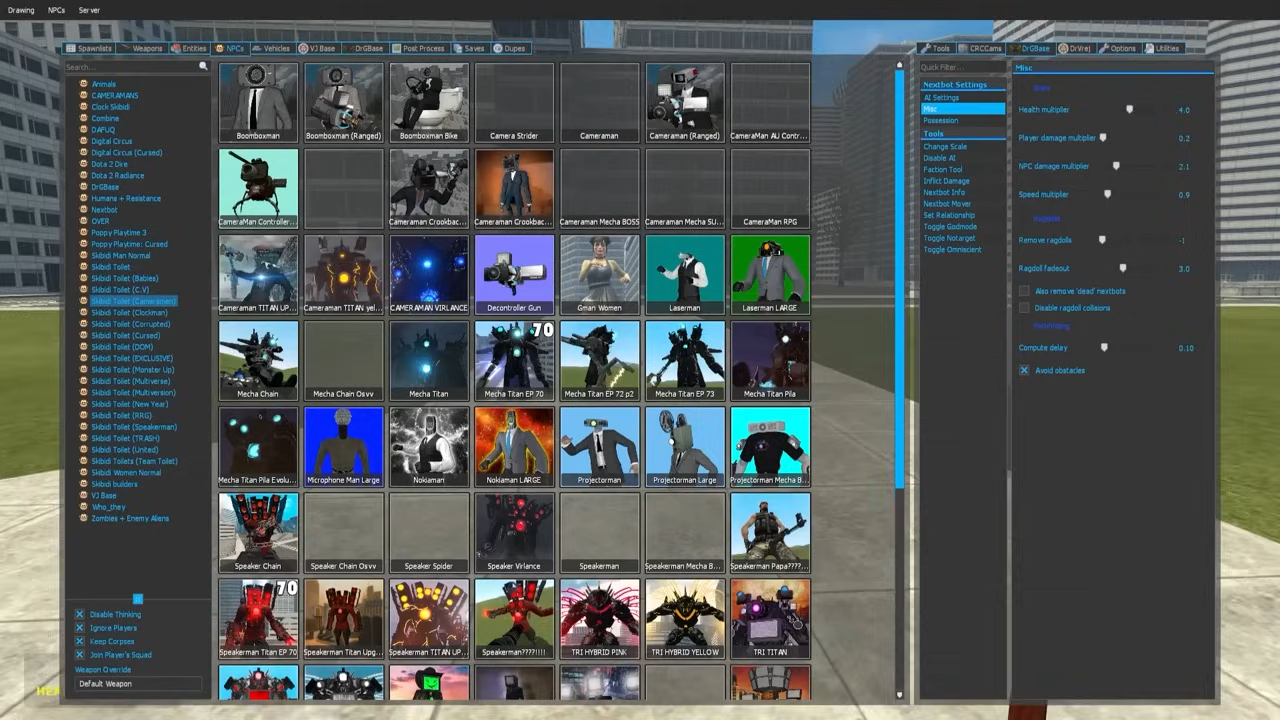 Drawing NPCs Server
Spawnlists Weapons Entities NPCs Vehicles VJ Base DrGBase Post Process Saves Dupes
Tools CRCCams DrGBase DrVrej Options Utilities
Search...
Animals
CAMERAMANS
Clock Skibidi
Combine
DAFUQ
Digital Circus
Digital Circus (Cursed)
Dota 2 Dire
Dota 2 Radiance
DrGBase
Humans + Resistance
Nextbot
OVER
Poppy Playtime 3
Poppy Playtime: Cursed
Skibidi Man Normal
Skibidi Toilet
Skibidi Toilet (Babies)
Skibidi Toilet (C.V)
Skibidi Toilet (Cameramen)
Skibidi Toilet (Clockman)
Skibidi Toilet (Corrupted)
Skibidi Toilet (Cursed)
Skibidi Toilet (DOM)
Skibidi Toilet (EXCLUSIVE)
Skibidi Toilet (Monster Up)
Skibidi Toilet (Multiverse)
Skibidi Toilet (Multiversion)
Skibidi Toilet (New Year)
Skibidi Toilet (RRG)
Skibidi Toilet (Speakerman)
Skibidi Toilet (TRASH)
Skibidi Toilet (United)
Skibidi Toilets (Team Toilet)
Skibidi Women Normal
Skibidi builders
VJ Base
Who_they
Zombies + Enemy Aliens
Disable Thinking
Ignore Players
Keep Corpses
Join Player's Squad
Weapon Override
Default Weapon
Boomboxman Boomboxman (Ranged) Boomboxman Bike Camera Strider Cameraman Cameraman (Ranged) CameraMan AU Contr...
CameraMan Controller... Cameraman Crookbac... Cameraman Crookbac... Cameraman Mecha BOSS Cameraman Mecha SU... CameraMan RPG
Cameraman TITAN UP... Cameraman TITAN yel... CAMERAMAN VIRLANCE Decontroller Gun Gman Women Laserman Laserman LARGE
70
Mecha Chain Mecha Chain Osvv Mecha Titan Mecha Titan EP 70 Mecha Titan EP 72 p2 Mecha Titan EP 73 Mecha Titan Pila
Mecha Titan Pila Evolu... Microphone Man Large Nokiaman Nokiaman LARGE Projectorman Projectorman Large Projectorman Mecha B...
Speaker Chain Speaker Chain Osvv Speaker Spider Speaker Virlance Speakerman Speakerman Mecha B... Speakerman Papa????...
70
Speakerman Titan EP 70 Speakerman Titan Upg... Speakerman TITAN UP... Speakerman????!!!! TRI HYBRID PINK TRI HYBRID YELLOW TRI TITAN
Quick Filter...
Nextbot Settings
AI Settings
Misc
Possession
Tools
Change Scale
Disable AI
Faction Tool
Inflict Damage
Nextbot Info
Nextbot Mover
Set Relationship
Toggle Godmode
Toggle Notarget
Toggle Omniscient
Misc
Health multiplier 4.0
Player damage multiplier 0.2
NPC damage multiplier 2.1
Speed multiplier 0.9
Remove ragdolls -1
Ragdoll fadeout 3.0
Also remove 'dead' nextbots
Disable ragdoll collisions
Pathfinding
Compute delay 0.10
Avoid obstacles